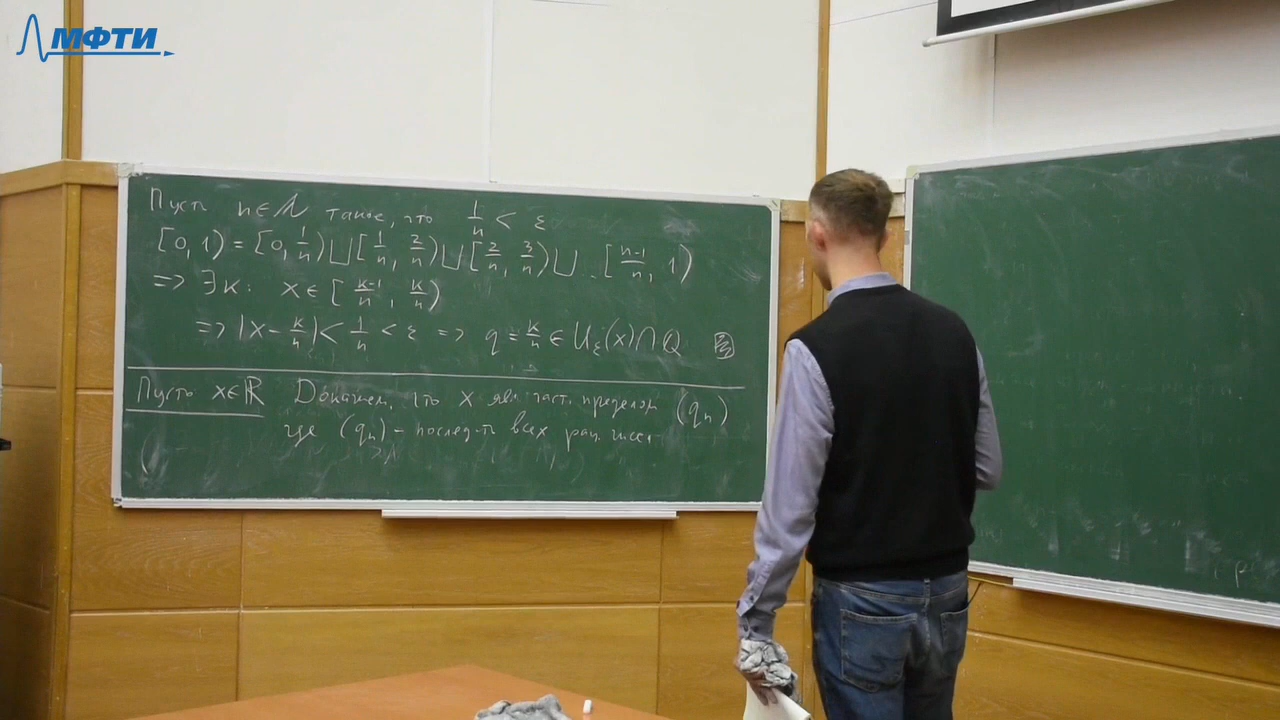 МФТИ
Пусть n ∈ N такое, что 1/n < ε
[0, 1) = [0, 1/n) ⊔ [1/n, 2/n) ⊔ [2/n, 3/n) ⊔ .. [n-1/n, 1)
=> ∃ k: x ∈ [k-1/n, k/n)
=> |x - k/n| < 1/n < ε => q = k/n ∈ U_ε(x) ∩ Q
Пусть x ∈ ℝ Докажем, что x явл. част. пределом (q_n)
где (q_n) - послед-ть всех рац. чисел